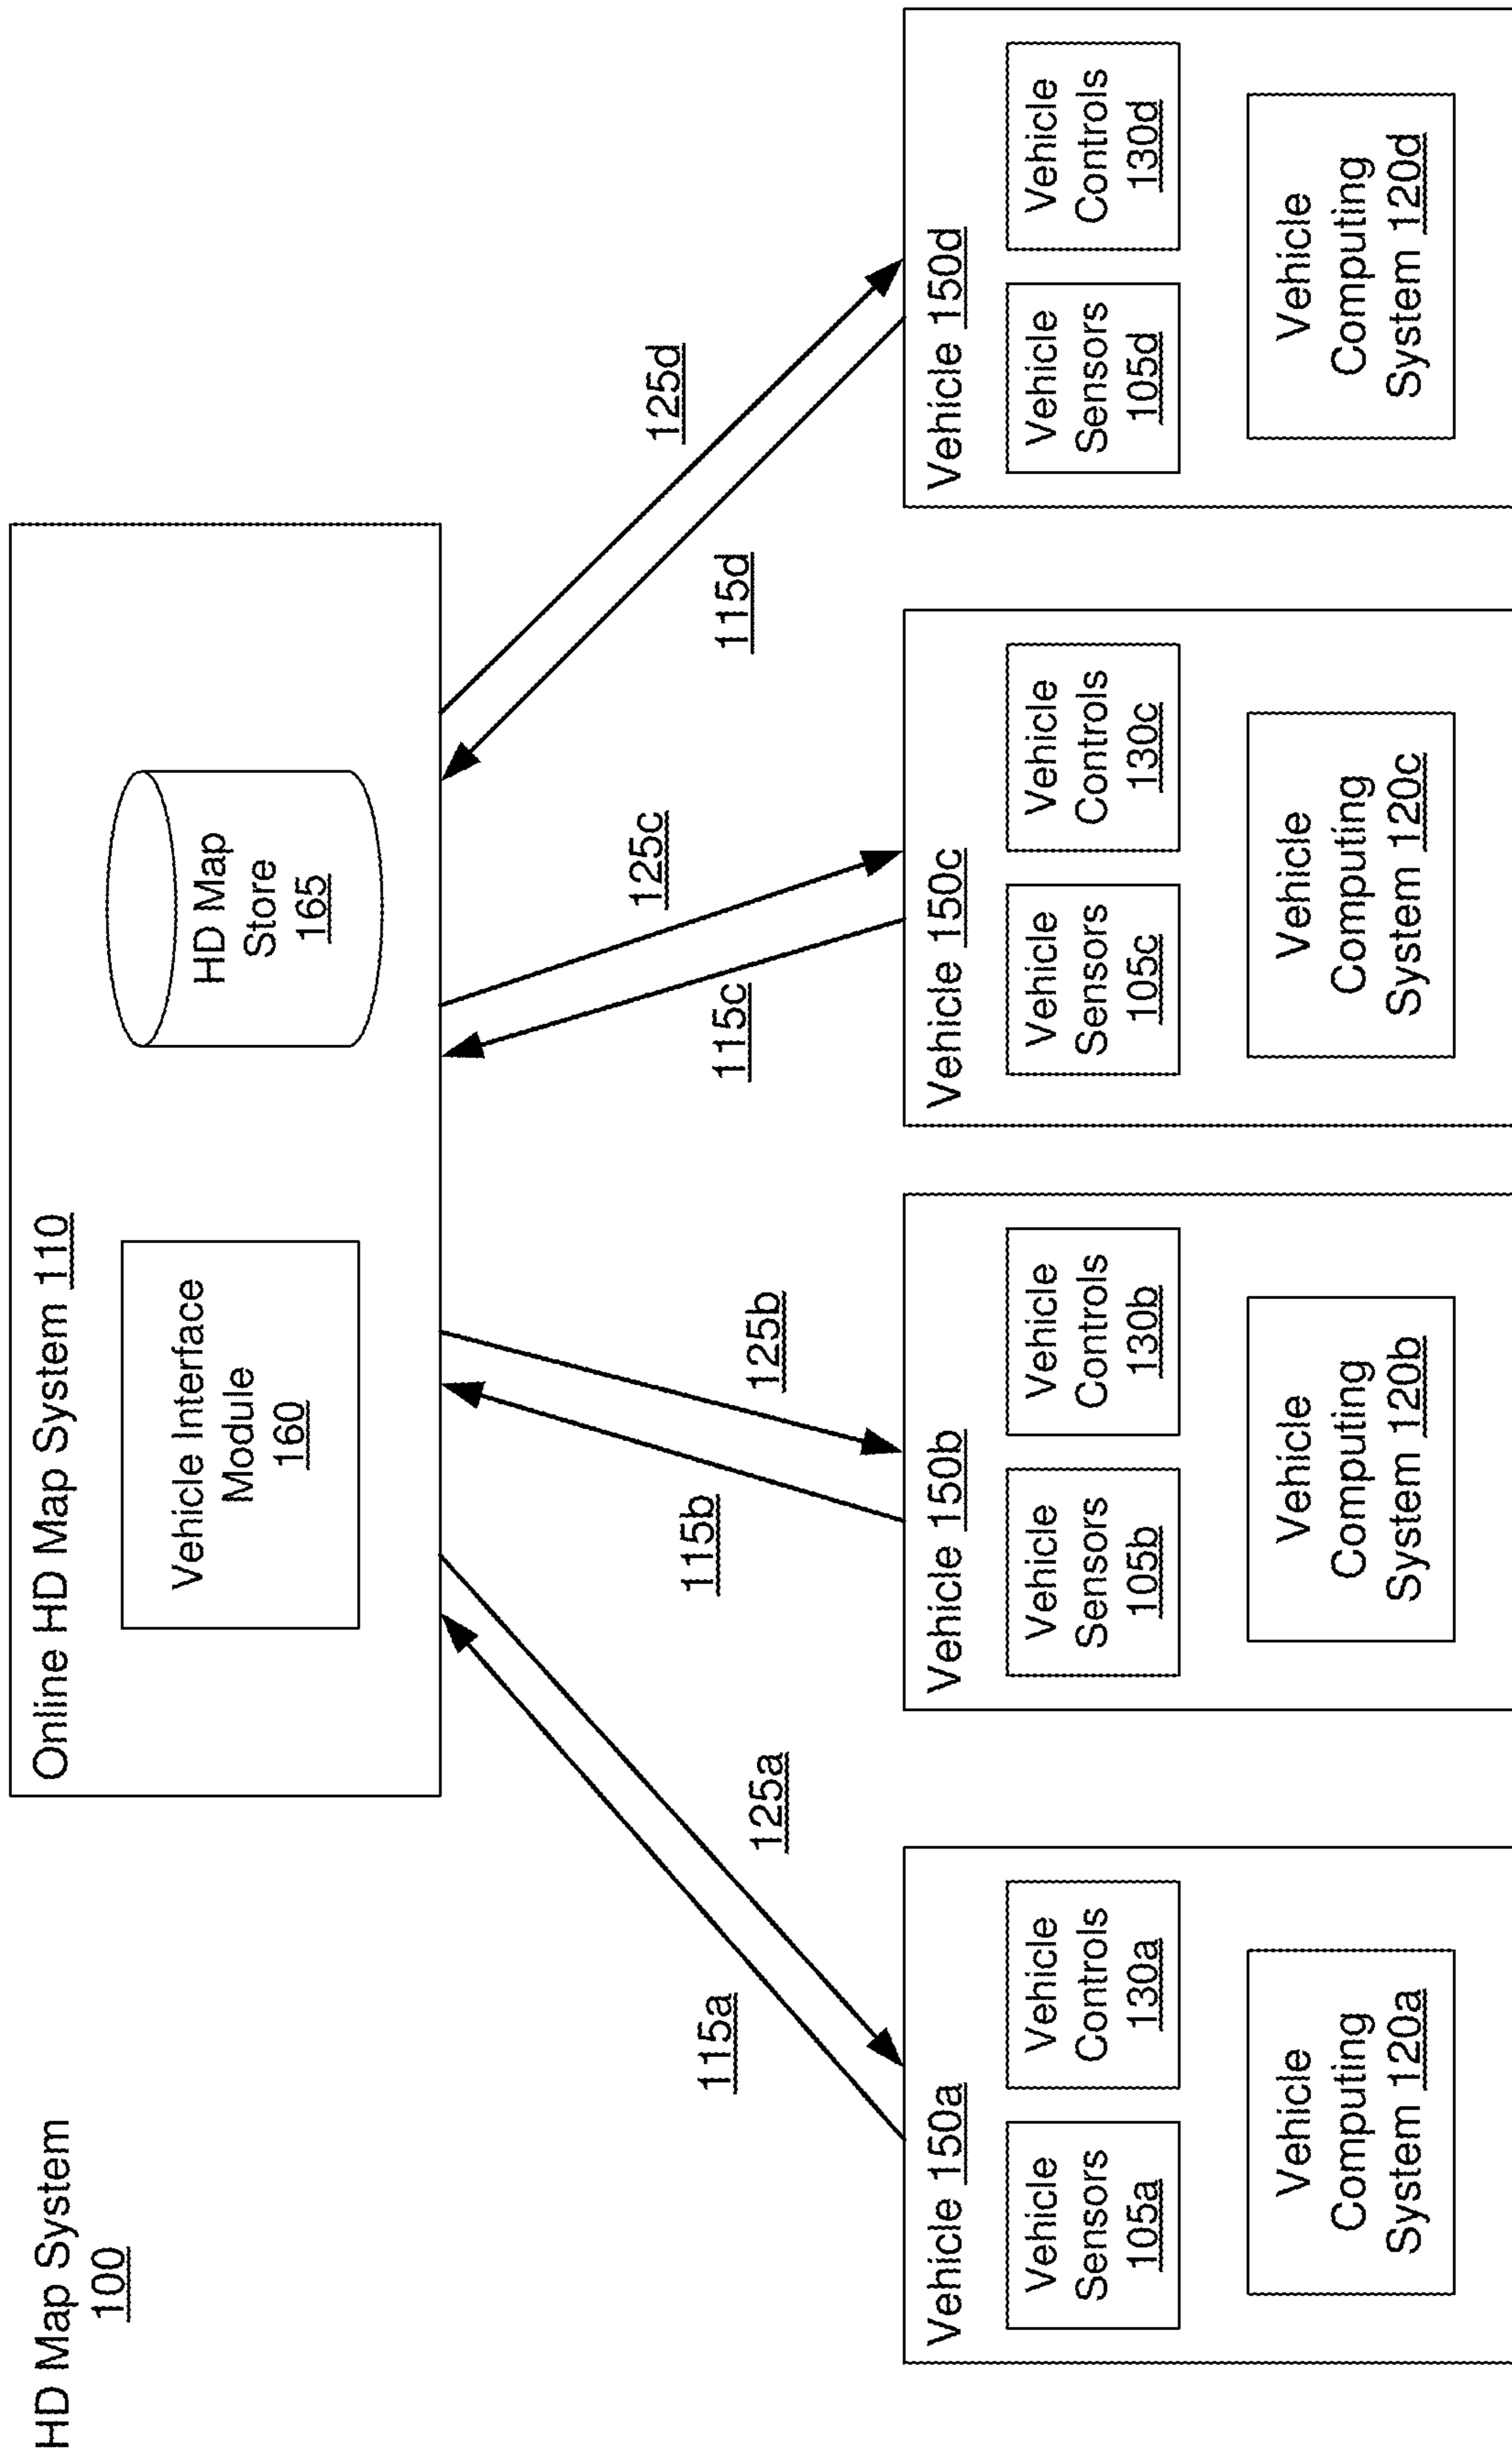 HD Map System
100
Online HD Map System 110
Vehicle Interface
Module
160
HD Map
Store
165
115a
125a
115b
125b
115c
125c
115d
125d
Vehicle 150a
Vehicle
Sensors
105a
Vehicle
Controls
130a
Vehicle
Computing
System 120a
Vehicle 150b
Vehicle
Sensors
105b
Vehicle
Controls
130b
Vehicle
Computing
System 120b
Vehicle 150c
Vehicle
Sensors
105c
Vehicle
Controls
130c
Vehicle
Computing
System 120c
Vehicle 150d
Vehicle
Sensors
105d
Vehicle
Controls
130d
Vehicle
Computing
System 120d